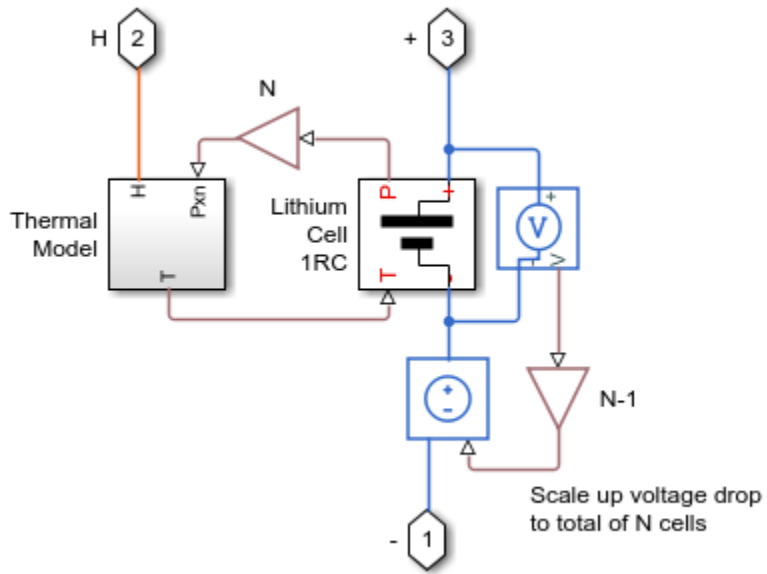 H 2
+ 3
N
H
Pxn
T
Thermal
Model
Lithium
Cell
1RC
P
+
T
-
+
V
-
V
+
-
N-1
Scale up voltage drop
to total of N cells
- 1